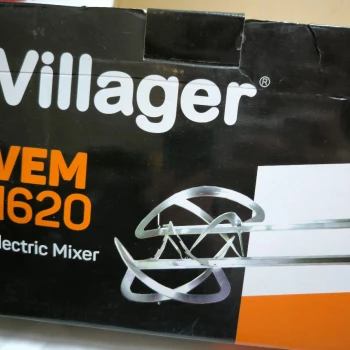 Villager®
VEM
1620
lectric Mixer